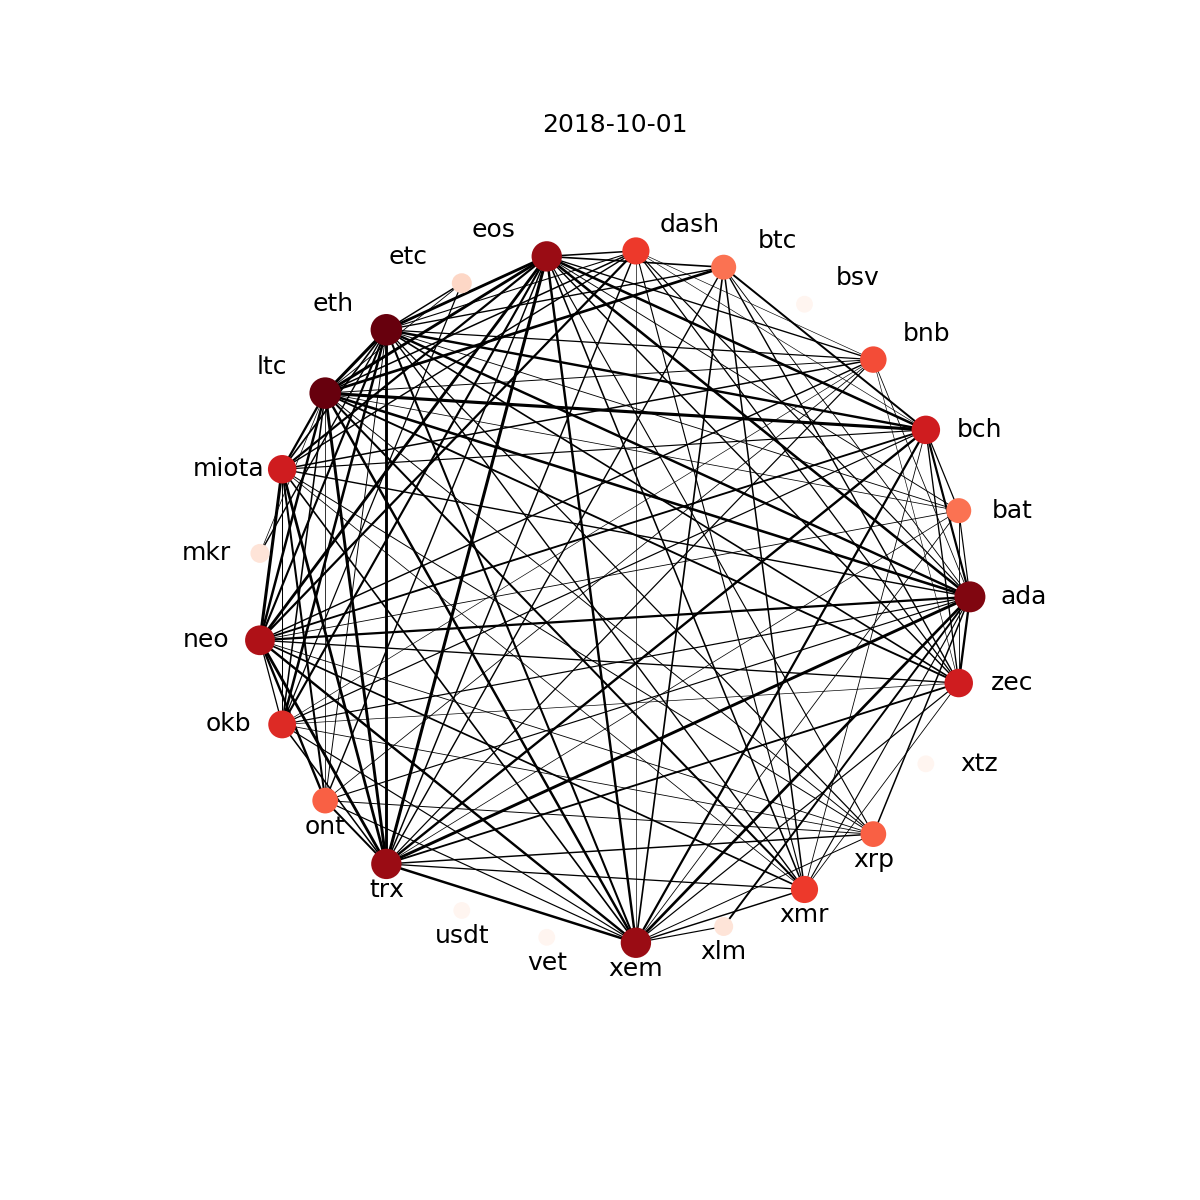 2018-10-01
dash
eos
btc
etc
bsv
eth
bnb
ltc
bch
miota
bat
mkr
ada
neo
zec
okb
xtz
ont
xrp
trx
xmr
usdt
xlm
vet
xem